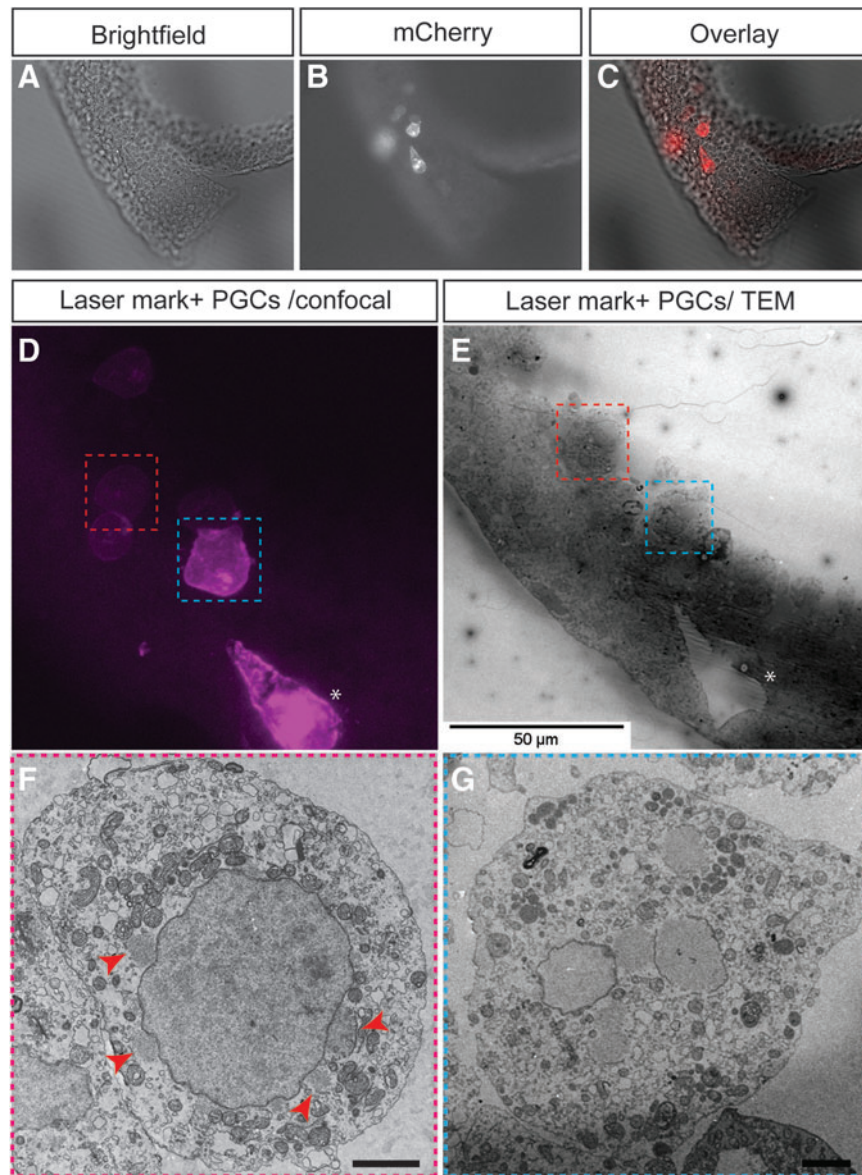 Brightfield
mCherry
Overlay
A
B
C
Laser mark+ PGCs /confocal
Laser mark+ PGCs/ TEM
D
*
E
*
50 µm
F
G